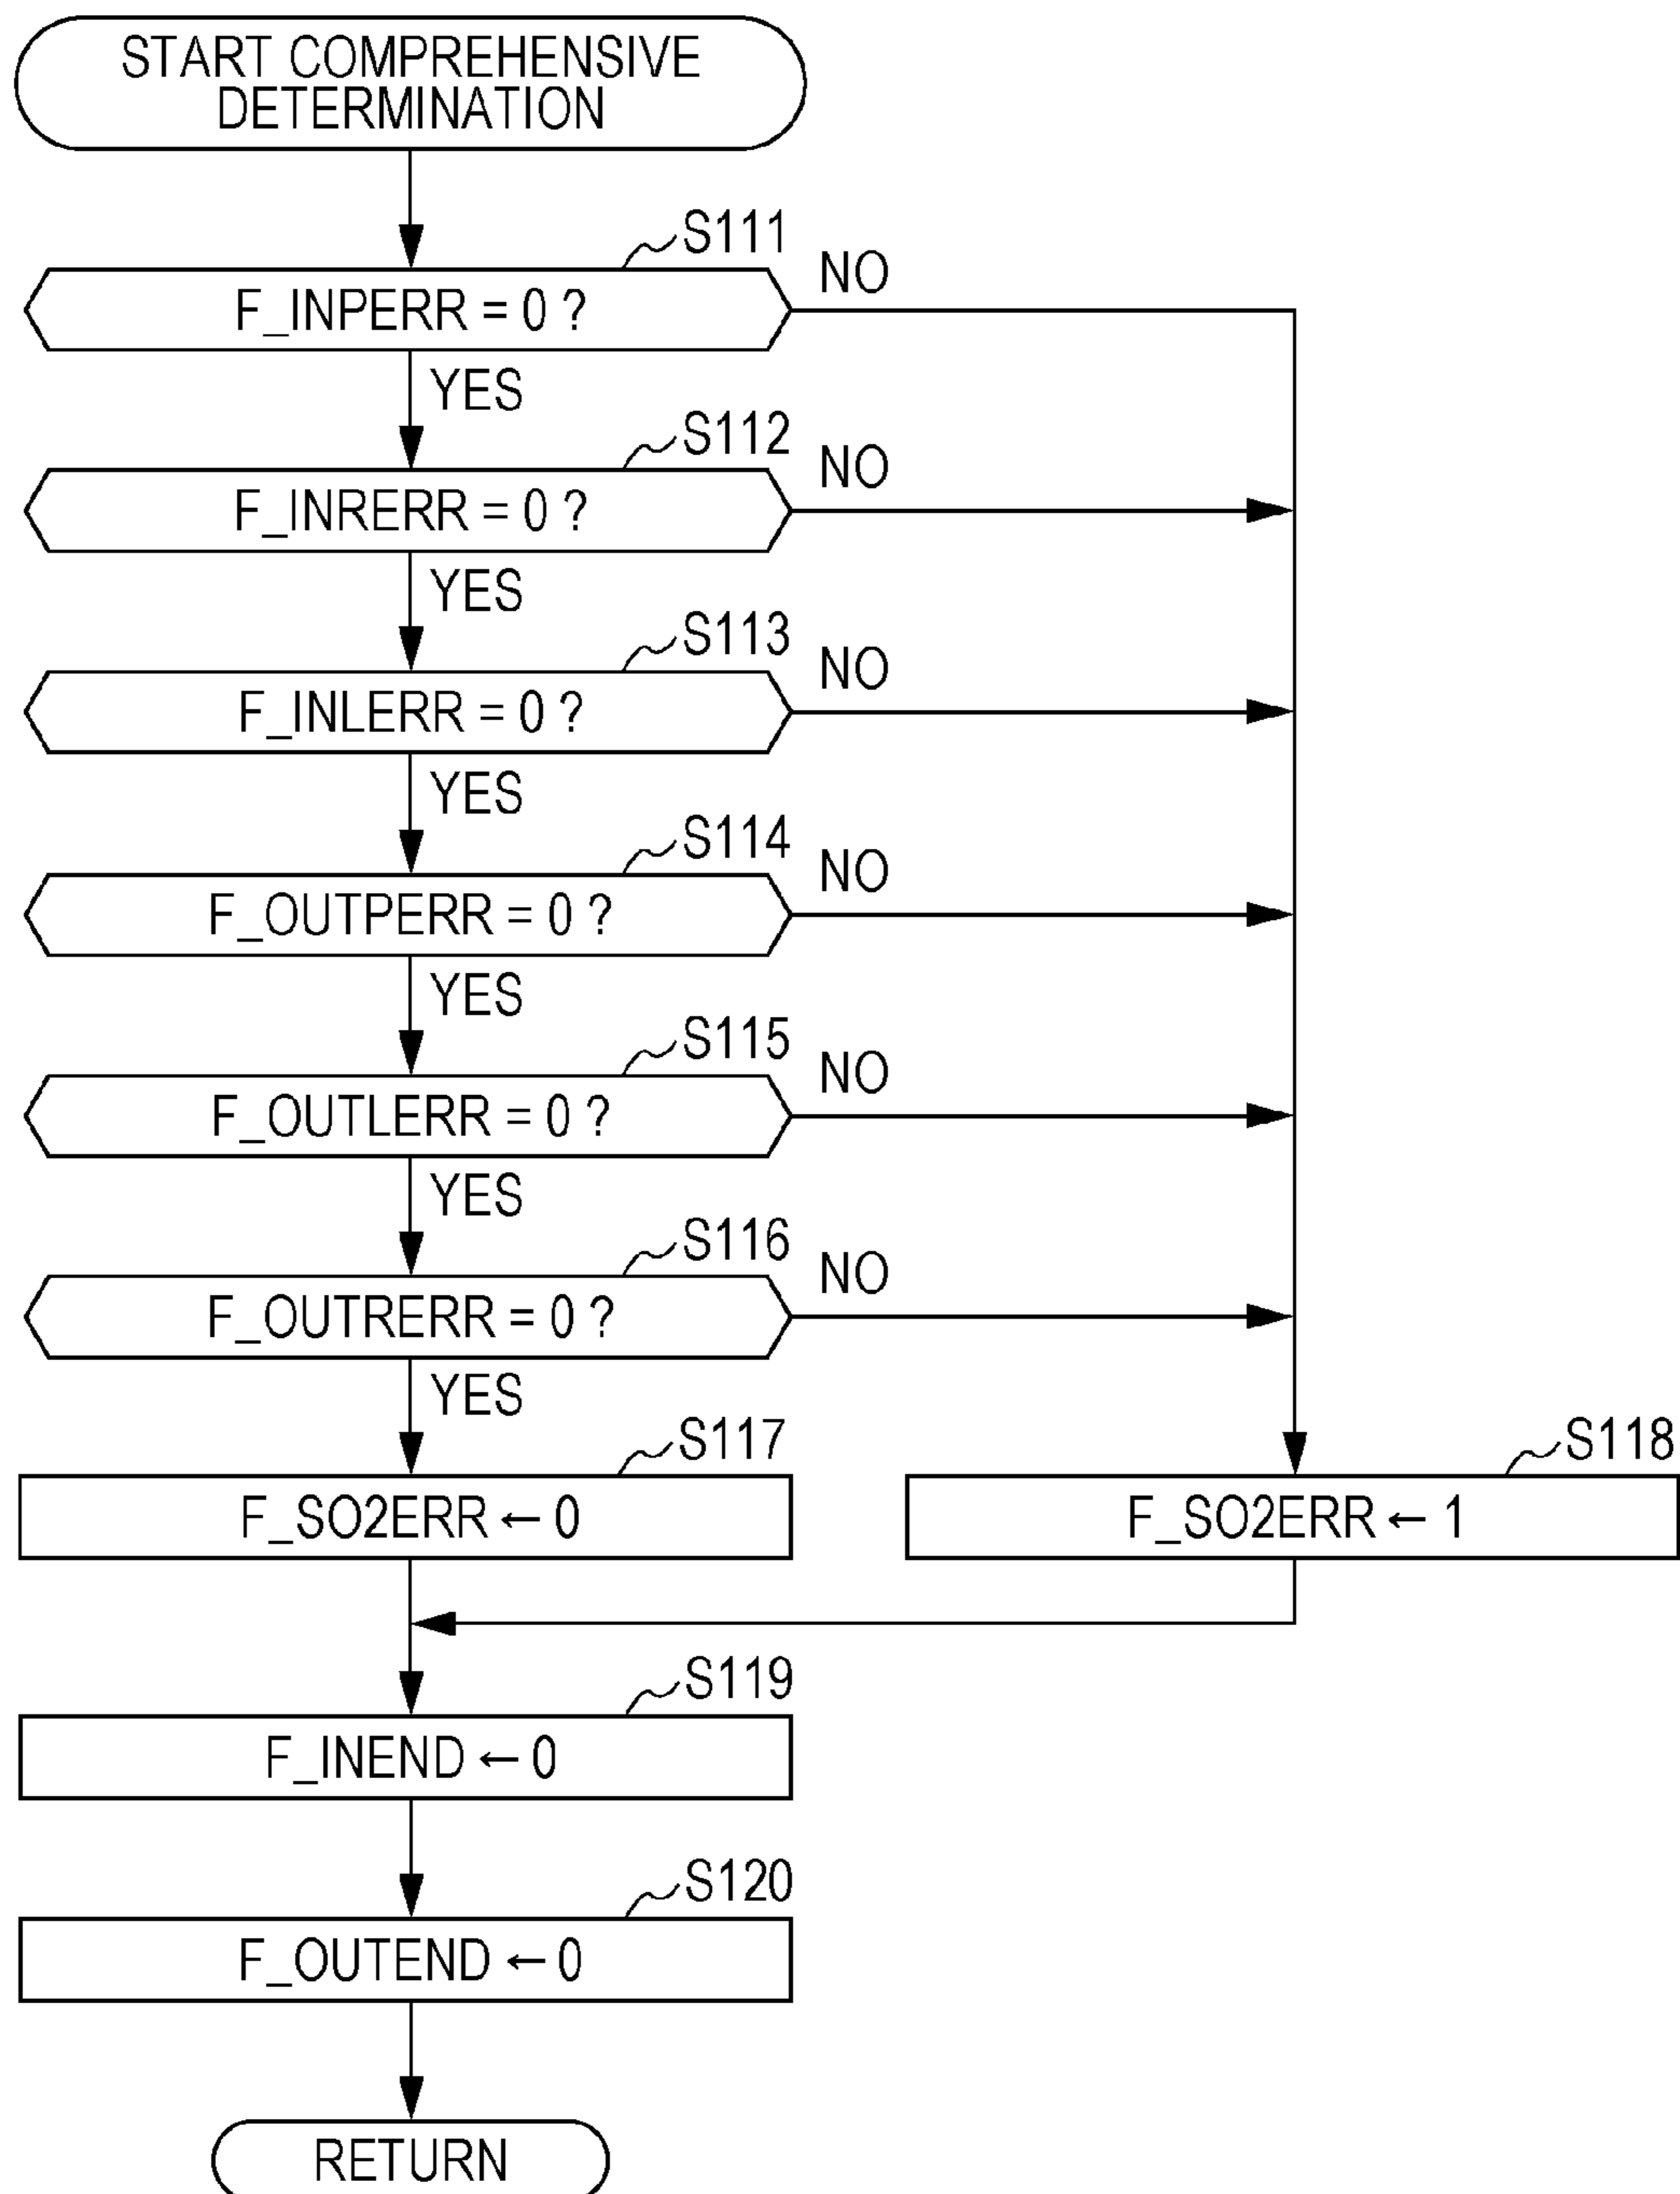 START COMPREHENSIVE
DETERMINATION
S111
F_INPERR = 0 ?
NO
YES
S112
F_INRERR = 0 ?
NO
YES
S113
F_INLERR = 0 ?
NO
YES
S114
F_OUTPERR = 0 ?
NO
YES
S115
F_OUTLERR = 0 ?
NO
YES
S116
F_OUTRERR = 0 ?
NO
YES
S117
F_SO2ERR ← 0
S118
F_SO2ERR ← 1
S119
F_INEND ← 0
S120
F_OUTEND ← 0
RETURN